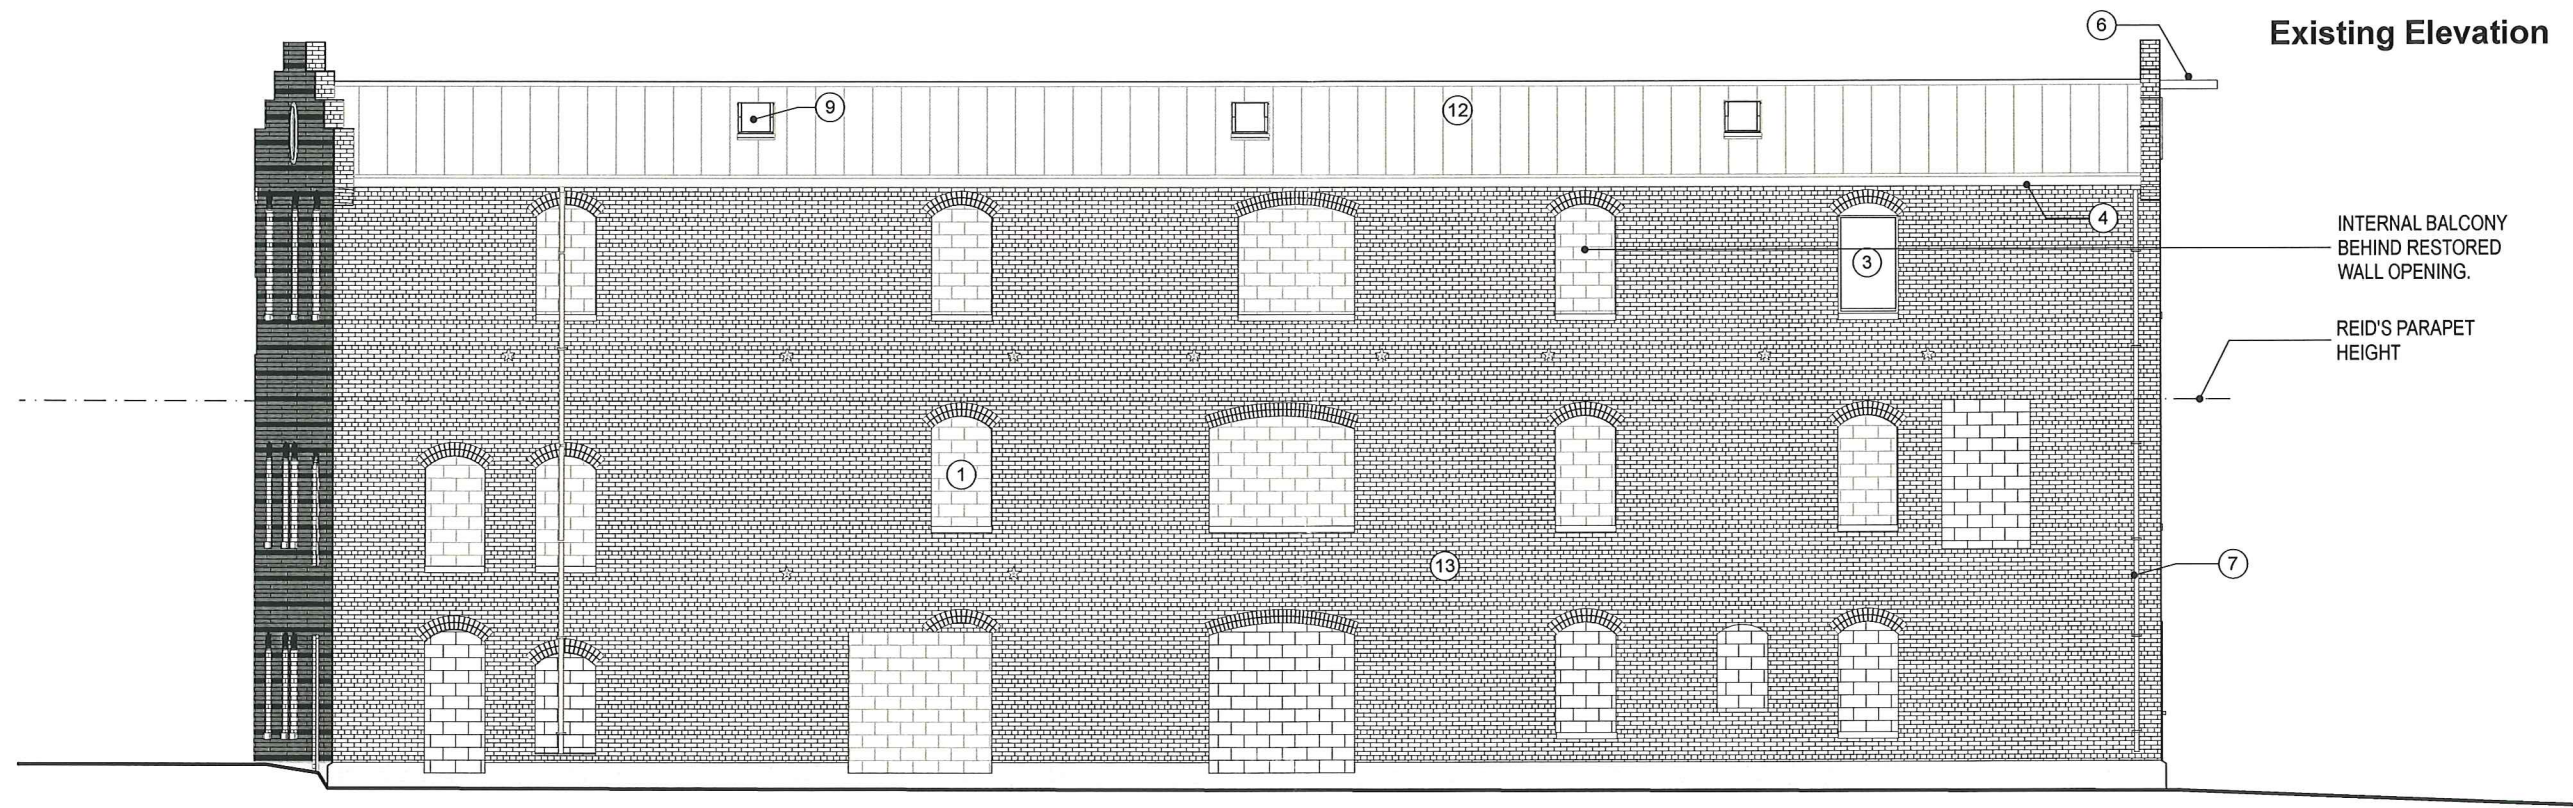 6
Existing Elevation
9
12
4
INTERNAL BALCONY
BEHIND RESTORED
WALL OPENING.
3
REID'S PARAPET
HEIGHT
1
13
7